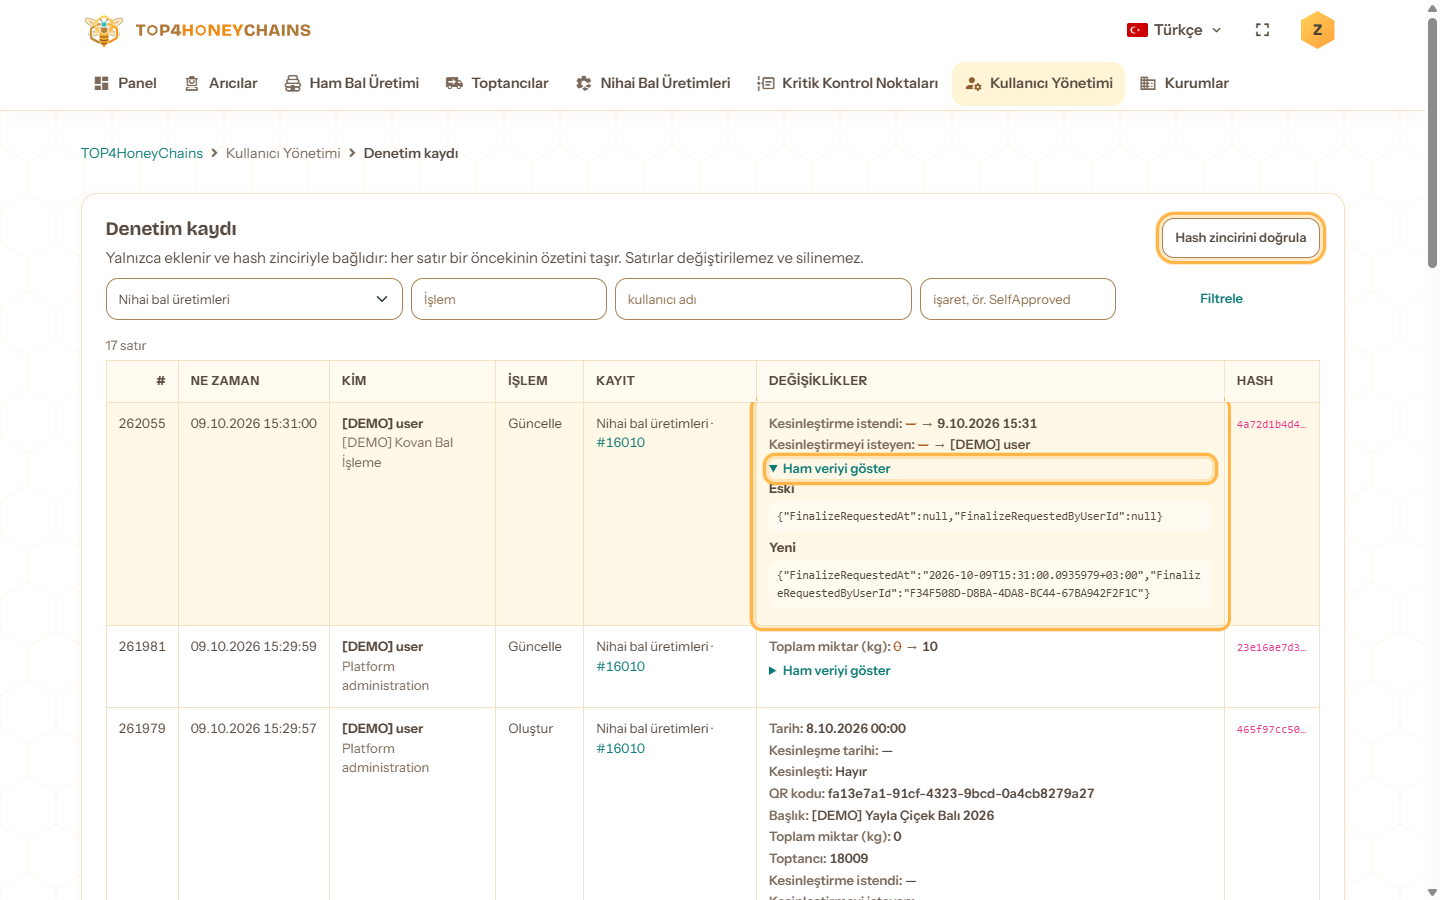 TOP4HONEYCHAINS
Türkçe
Z
Panel
Arıcılar
Ham Bal Üretimi
Toptancılar
Nihai Bal Üretimleri
Kritik Kontrol Noktaları
Kullanıcı Yönetimi
Kurumlar
TOP4HoneyChains > Kullanıcı Yönetimi > Denetim kaydı
Denetim kaydı
Hash zincirini doğrula
Yalnızca eklenir ve hash zinciriyle bağlıdır: her satır bir öncekinin özetini taşır. Satırlar değiştirilemez ve silinemez.
Nihai bal üretimleri
İşlem
kullanıcı adı
işaret, ör. SelfApproved
Filtrele
17 satır
# NE ZAMAN KİM İŞLEM KAYIT DEĞİŞİKLİKLER HASH
262055
09.10.2026 15:31:00
[DEMO] user
[DEMO] Kovan Bal
İşleme
Güncelle
Nihai bal üretimleri ·
#16010
Kesinleştirme istendi: — → 9.10.2026 15:31
Kesinleştirmeyi isteyen: — → [DEMO] user
▼ Ham veriyi göster
Eski
{"FinalizeRequestedAt":null,"FinalizeRequestedByUserId":null}
Yeni
{"FinalizeRequestedAt":"2026-10-09T15:31:00.0935979+03:00","Finaliz
eRequestedByUserId":"F34F508D-D8BA-4DA8-BC44-67BA942F2F1C"}
4a72d1b4d4…
261981
09.10.2026 15:29:59
[DEMO] user
Platform
administration
Güncelle
Nihai bal üretimleri ·
#16010
Toplam miktar (kg): 0 → 10
▶ Ham veriyi göster
23e16ae7d3…
261979
09.10.2026 15:29:57
[DEMO] user
Platform
administration
Oluştur
Nihai bal üretimleri ·
#16010
Tarih: 8.10.2026 00:00
Kesinleşme tarihi: —
Kesinleşti: Hayır
QR kodu: fa13e7a1-91cf-4323-9bcd-0a4cb8279a27
Başlık: [DEMO] Yayla Çiçek Balı 2026
Toplam miktar (kg): 0
Toptancı: 18009
Kesinleştirme istendi: —
465f97cc50…